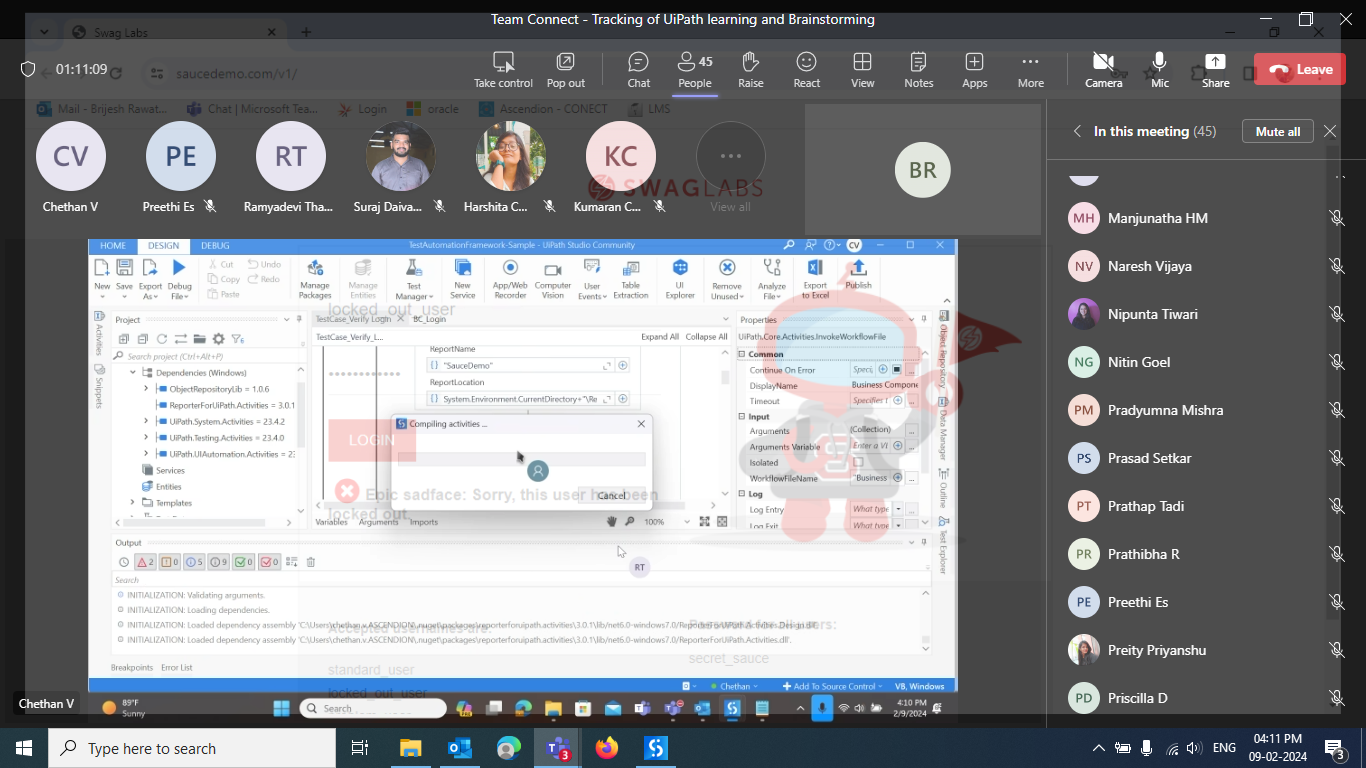 Team Connect - Tracking of UiPath learning and Brainstorming
Swag Labs
01:11:09
saucedemo.com/v1/
Take control
Pop out
Chat
45
People
Raise
React
View
Notes
Apps
More
Camera
Mic
Share
Leave
Mail - Brijesh Rawat...
Chat | Microsoft Tea...
Login
oracle
Ascendion - CONECT
LMS
CV
PE
RT
KC
BR
SWAGLABS
Chethan V
Preethi Es
Ramyadevi Tha...
Suraj Daiva...
Harshita C...
Kumaran C...
View all
In this meeting (45)
Mute all
MH Manjunatha HM
NV Naresh Vijaya
Nipunta Tiwari
NG Nitin Goel
PM Pradyumna Mishra
PS Prasad Setkar
PT Prathap Tadi
PR Prathibha R
PE Preethi Es
Preity Priyanshu
PD Priscilla D
HOME DESIGN DEBUG
TestAutomationFramework-Sample - UiPath Studio Community
CV
New
Save
Export As
Debug File
Cut
Copy
Paste
Undo
Redo
Manage Packages
Manage Entities
Test Manager
New Service
App/Web Recorder
Computer Vision
User Events
Table Extraction
UI Explorer
Remove Unused
Analyze File
Export to Excel
Publish
locked_out_user
Activities
Snippets
Project
Search project (Ctrl+Alt+P)
Dependencies (Windows)
ObjectRepositoryLib = 1.0.6
ReporterForUiPath.Activities = 3.0.1
UiPath.System.Activities = 23.4.2
UiPath.Testing.Activities = 23.4.0
UiPath.UIAutomation.Activities = 23
Services
Entities
Templates
TestCase_Verify Login
BC_Login
TestCase_Verify_L...
Expand All
Collapse All
ReportName
"SauceDemo"
ReportLocation
System.Environment.CurrentDirectory+"\Re
Compiling activities ...
Cancel
LOGIN
Epic sadface: Sorry, this user has been
locked out.
Variables Arguments Imports
100%
Properties
UiPath.Core.Activities.InvokeWorkflowFile
Common
Continue On Error
DisplayName Business Compone
Timeout
Input
Arguments (Collection)
Arguments Variable Enter a VB
Isolated
WorkflowFileName "Business
Log
Log Entry What type
Log Exit What type
Object Repository
Data Manager
Outline
Test Explorer
Output
2 0 5 9 0 0
RT
Search
INITIALIZATION: Validating arguments.
INITIALIZATION: Loading dependencies.
INITIALIZATION: Loaded dependency assembly 'C:\Users\chethan.v.ASCENDION\.nuget\packages\reporterforuipath.activities\3.0.1\lib\net6.0-windows7.0/ReporterForUiPath.Activities.Design.dll'.
INITIALIZATION: Loaded dependency assembly 'C:\Users\chethan.v.ASCENDION\.nuget\packages\reporterforuipath.activities\3.0.1\lib\net6.0-windows7.0/ReporterForUiPath.Activities.dll'.
Accepted usernames are:
secret_sauce
standard_user
locked_out_user
Breakpoints Error List
Chethan
Add To Source Control
VB, Windows
Chethan V
89°F
Sunny
Search
4:10 PM
2/9/2024
Type here to search
3
ENG
04:11 PM
09-02-2024
3